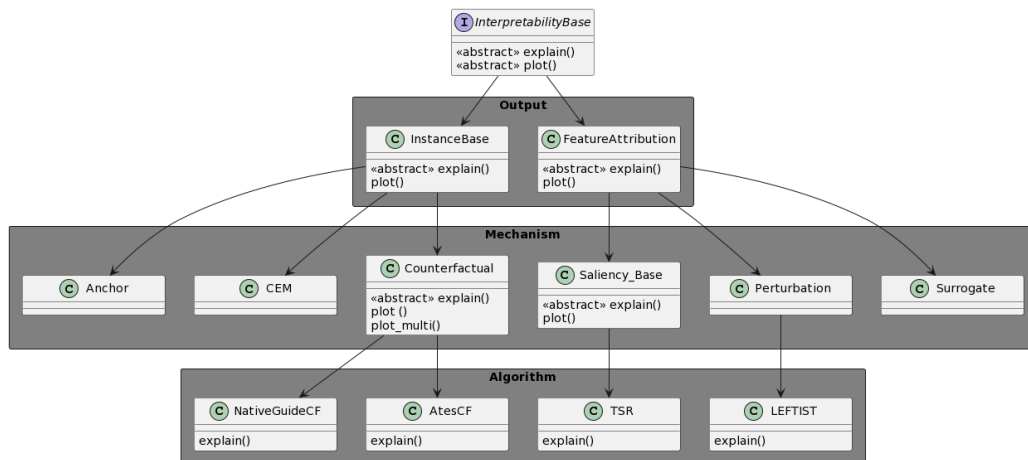 I InterpretabilityBase
«abstract» explain()
«abstract» plot()
Output
C InstanceBase
«abstract» explain()
plot()
C FeatureAttribution
«abstract» explain()
plot()
Mechanism
C Anchor
C CEM
C Counterfactual
«abstract» explain()
plot ()
plot_multi()
C Saliency_Base
«abstract» explain()
plot()
C Perturbation
C Surrogate
Algorithm
C NativeGuideCF
explain()
C AtesCF
explain()
C TSR
explain()
C LEFTIST
explain()